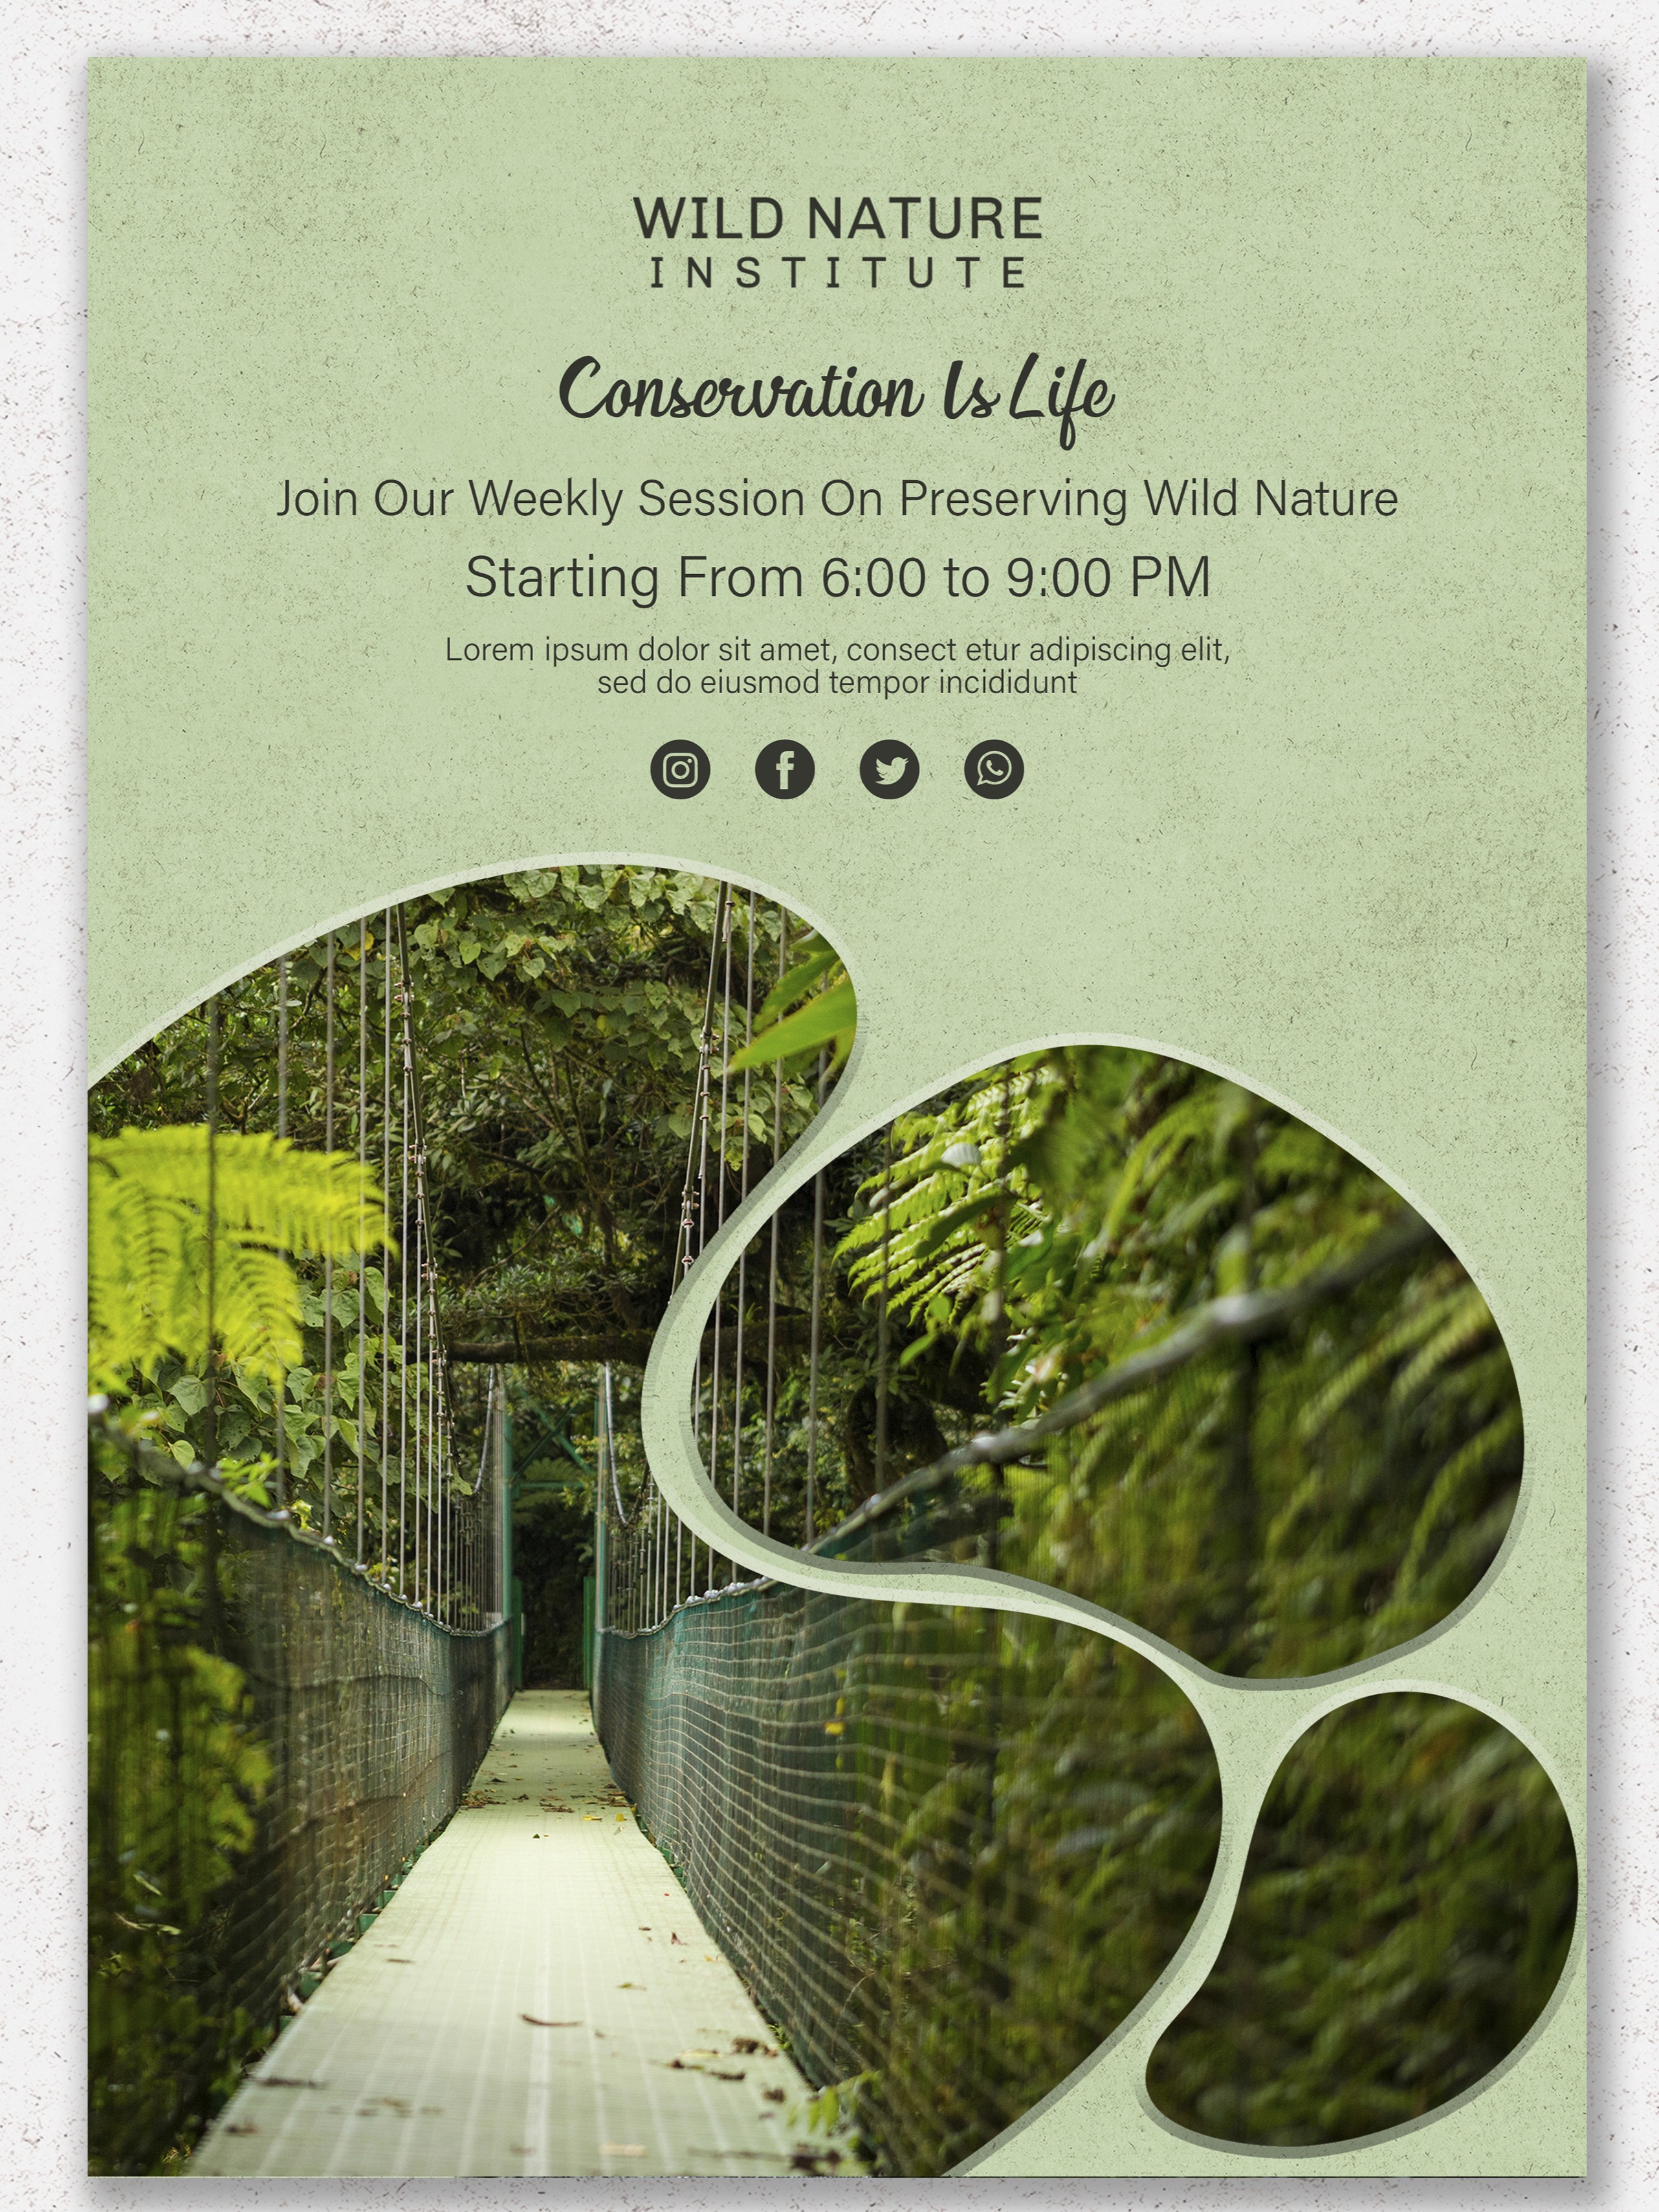 WILD NATURE
INSTITUTE
Conservation Is Life
Join Our Weekly Session On Preserving Wild Nature
Starting From 6:00 to 9:00 PM
Lorem ipsum dolor sit amet, consect etur adipiscing elit,
sed do eiusmod tempor incididunt